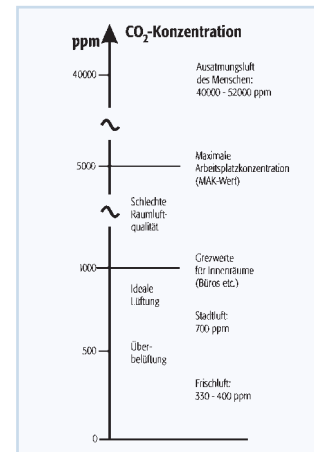 ppm
CO₂-Konzentration
40000
Ausatmungsluft
des Menschen:
40000 - 52000 ppm
5000
Maximale
Arbeitsplatzkonzentration
(MAK-Wert)
Schlechte
Raumluft-
qualität
1000
Grezwerte
für Innenräume
(Büros etc.)
Ideale
Lüftung
Stadtluft:
700 ppm
500
Über-
belüftung
Frischluft:
330 - 400 ppm
0